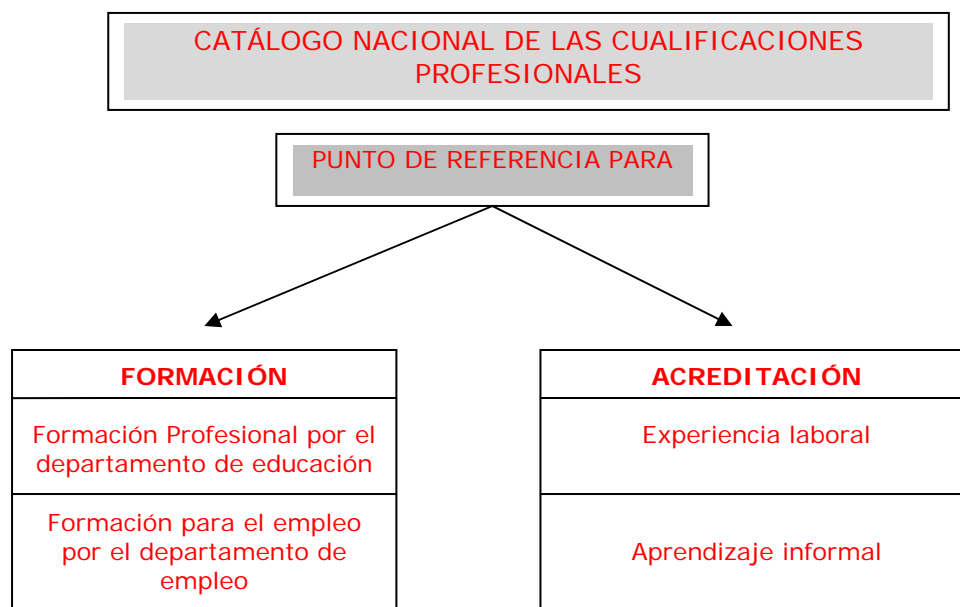 CATÁLOGO NACIONAL DE LAS CUALIFICACIONES
PROFESIONALES
PUNTO DE REFERENCIA PARA
FORMACIÓN
Formación Profesional por el
departamento de educación
Formación para el empleo
por el departamento de
empleo
ACREDITACIÓN
Experiencia laboral
Aprendizaje informal